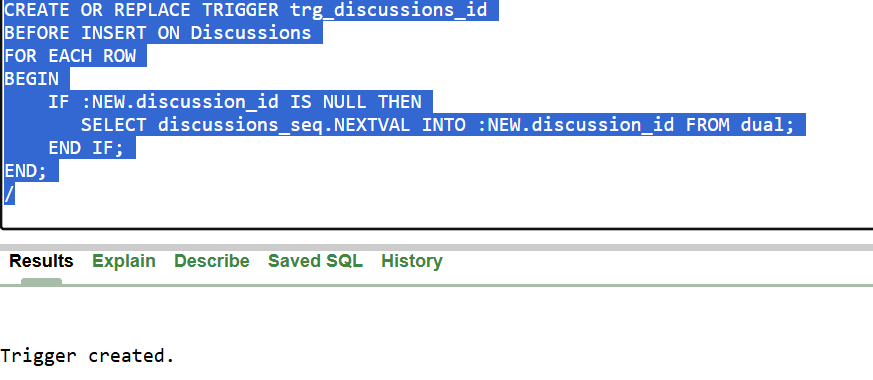 CREATE OR REPLACE TRIGGER trg_discussions_id
BEFORE INSERT ON Discussions
FOR EACH ROW
BEGIN
    IF :NEW.discussion_id IS NULL THEN
       SELECT discussions_seq.NEXTVAL INTO :NEW.discussion_id FROM dual;
    END IF;
END;
/
Results Explain Describe Saved SQL History
Trigger created.